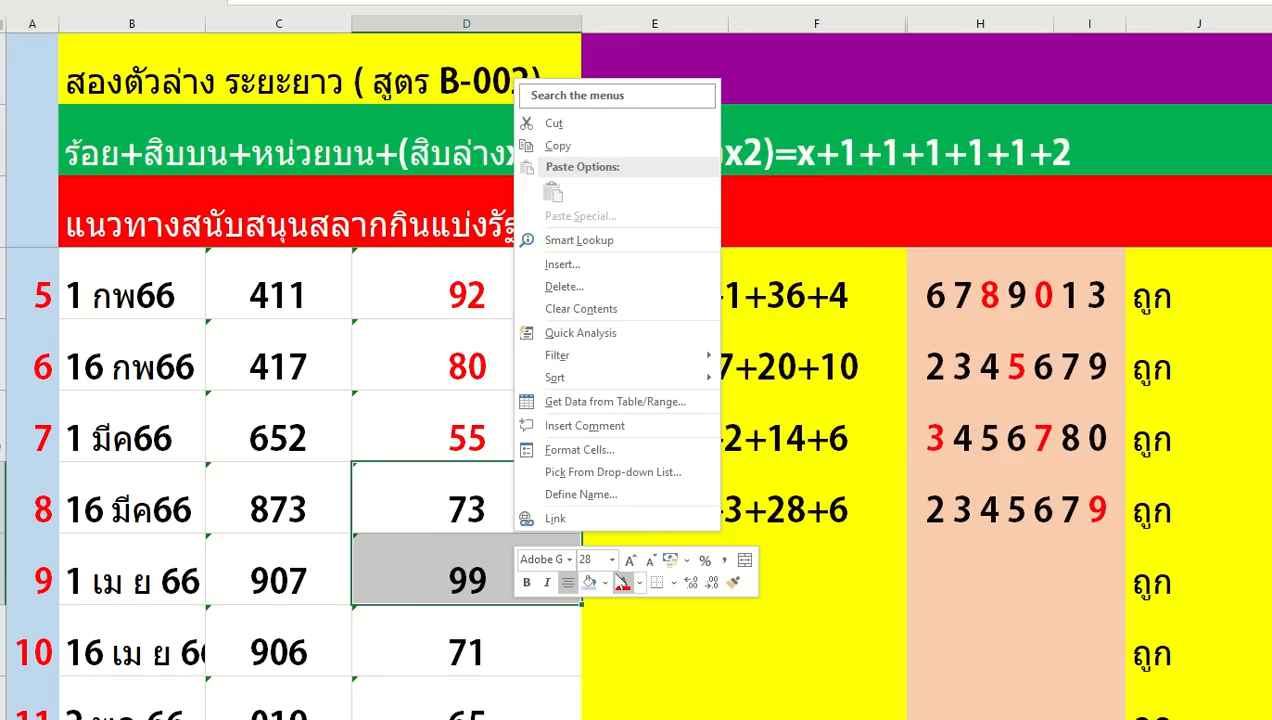 A B C D E F H I J
สองตัวล่าง ระยะยาว ( สูตร B-002)
ร้อย+สิบบน+หน่วยบน+(สิบล่างx x2)=x+1+1+1+1+1+2
แนวทางสนับสนุนสลากกินแบ่งรัฐ
5 1 กพ66 411 92 1+36+4 6 7 8 9 0 1 3 ถูก
6 16 กพ66 417 80 7+20+10 2 3 4 5 6 7 9 ถูก
7 1 มีค66 652 55 2+14+6 3 4 5 6 7 8 0 ถูก
8 16 มีค66 873 73 3+28+6 2 3 4 5 6 7 9 ถูก
9 1 เม ย 66 907 99 ถูก
10 16 เม ย 66 906 71 ถูก
Search the menus
Cut
Copy
Paste Options:
Paste Special...
Smart Lookup
Insert...
Delete...
Clear Contents
Quick Analysis
Filter
Sort
Get Data from Table/Range...
Insert Comment
Format Cells...
Pick From Drop-down List...
Define Name...
Link
Adobe G 28 A A % ,
B I A